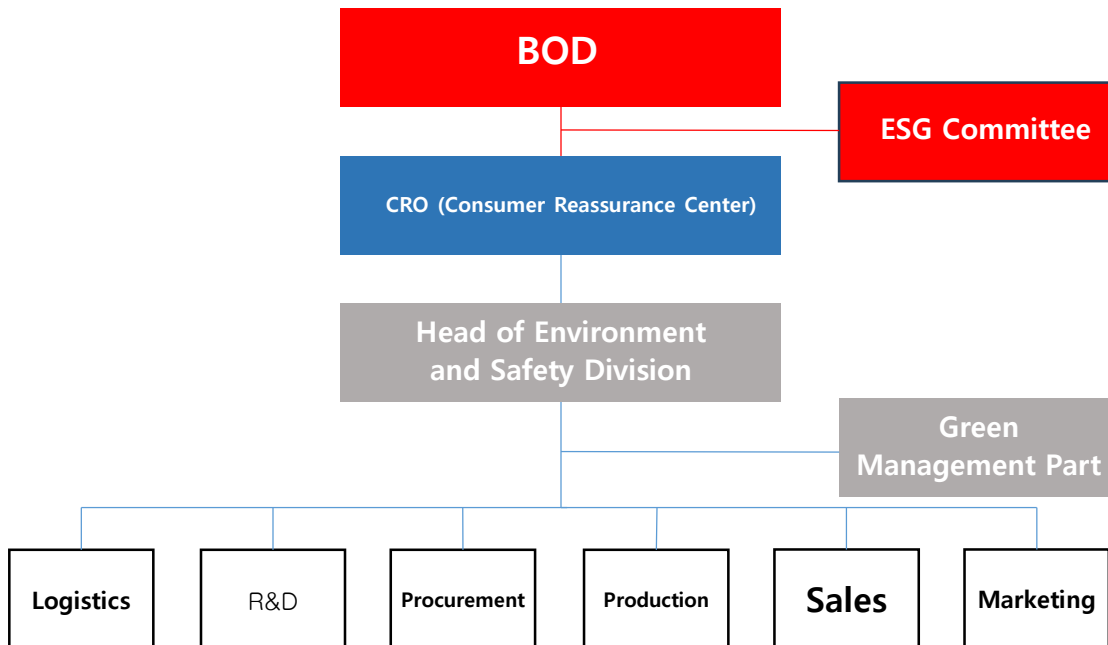 BOD
ESG Committee
CRO (Consumer Reassurance Center)
Head of Environment
and Safety Division
Green
Management Part
Logistics
R&D
Procurement
Production
Sales
Marketing